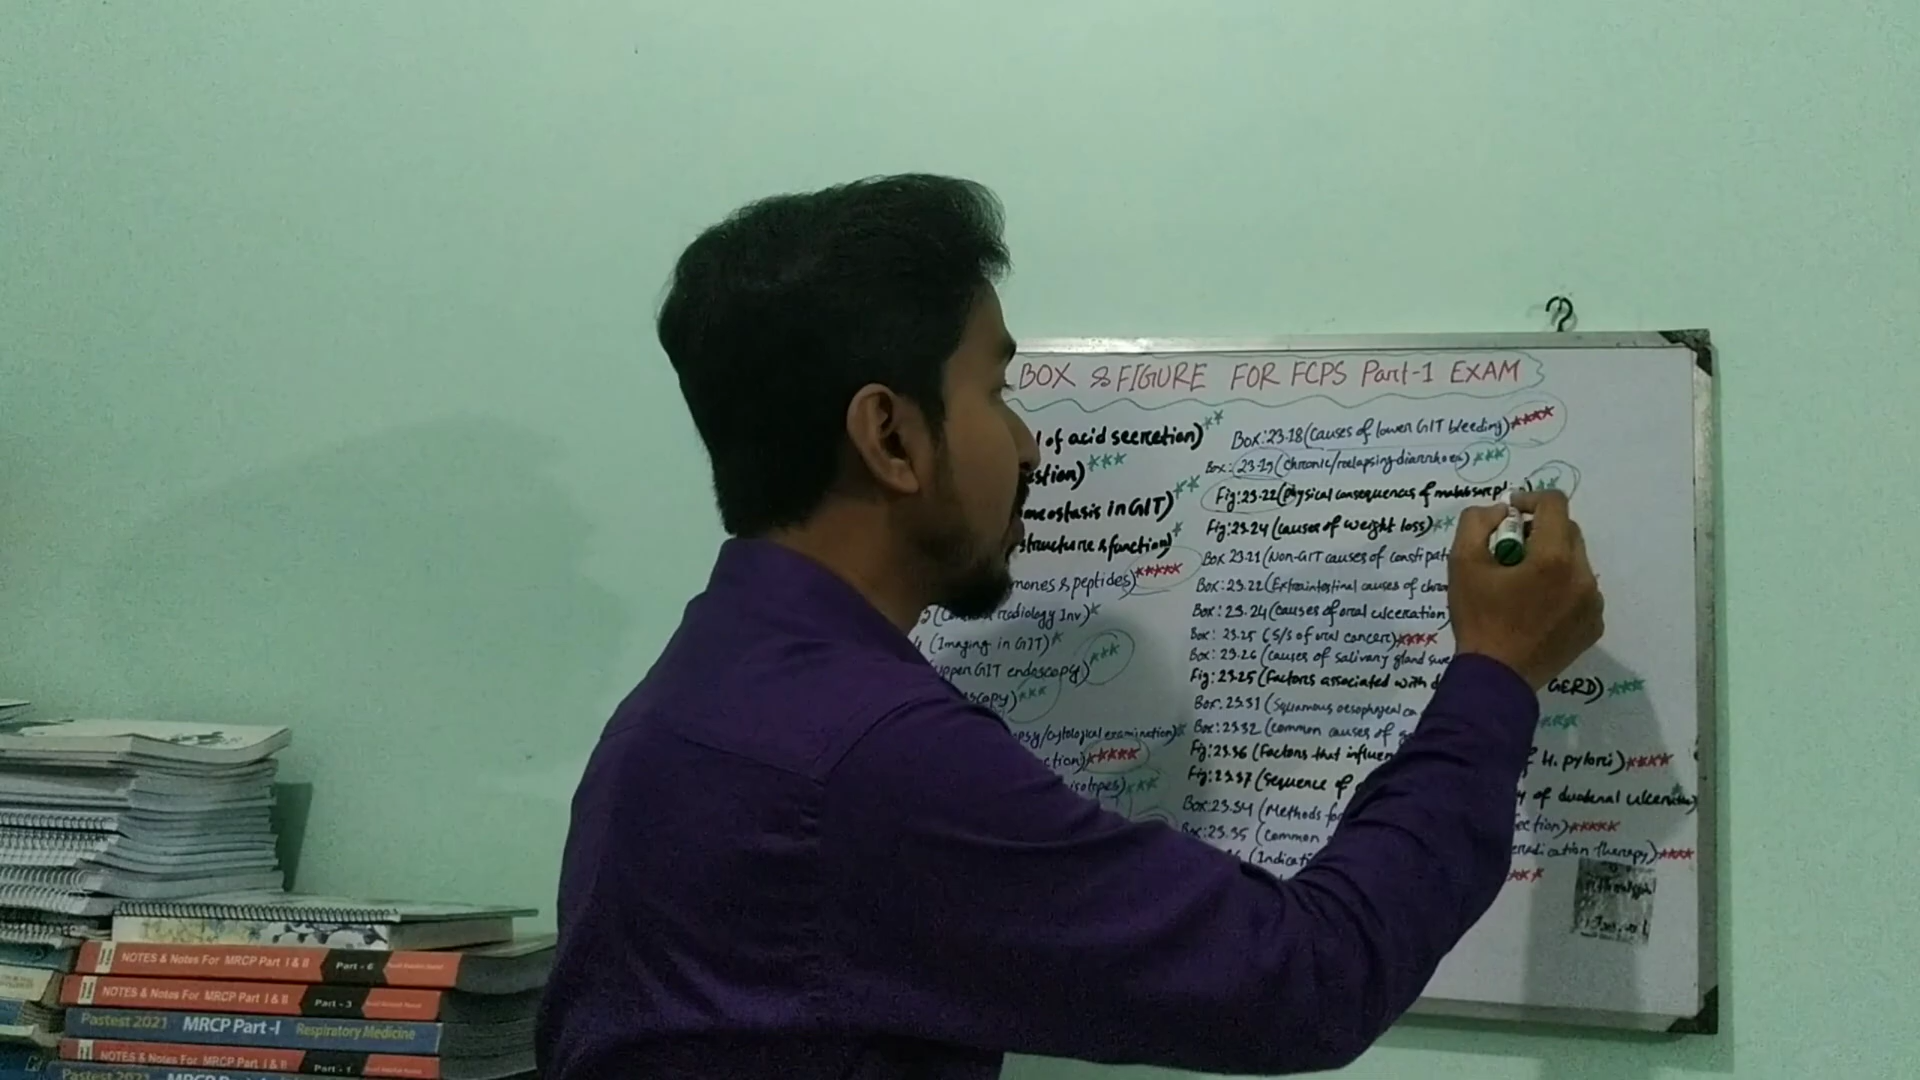 BOX & FIGURE FOR FCPS Part-1 EXAM
of acid secretion)**
estion)***
meostasis in GIT)**
structure & function)*
mones & peptides)*****
radiology Inv)*
(Imaging in GIT)*
upper GIT endoscopy)***
scopy)***
psy/cytological examination)*
ction)*****
isotopes)***
Box:23.18(causes of lower GIT bleeding)****
Box: 23.19(chronic/relapsing diarrhoea)***
Fig:23.22(physical consequences of malabsorp
Fig:23.24 (causes of weight loss)**
Box 23.21(Non-GIT causes of constipati
Box:23.22(Extraintestinal causes of chro
Box:23.24(causes of oral ulceration)
Box: 23.25 (S/S of oral cancer)****
Box:23.26 (causes of salivary gland swe
Fig:23.25(Factors associated with GERD)***
Box:23.31(Squamous oesophageal ca
Box:23.32 (common causes of ***
Fig:23.36 (Factors that influen H. pylori)****
Fig:23.37 (sequence of y of duodenal ulceration)
Box:23.34 (Methods for ection)*****
Box:23.35 (common eradication therapy)****
(Indicati
NOTES & Notes For MRCP Part I & II Part - 6
NOTES & Notes For MRCP Part I & II Part - 3
Pastest 2021 MRCP Part-I Respiratory Medicine
NOTES & Notes For MRCP Part I & II Part - 1
Pastest 2021